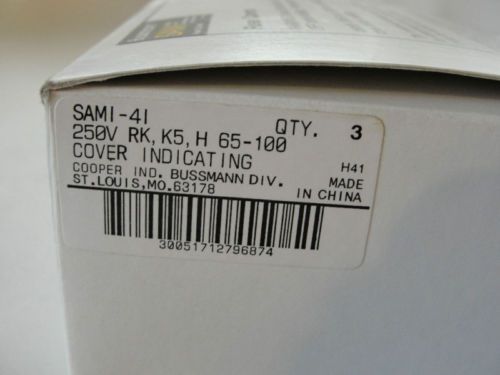 SAMI-4I QTY. 3
250V RK, K5, H 65-100
COVER INDICATING H41
COOPER IND. BUSSMANN DIV. MADE
ST.LOUIS,MO.63178 IN CHINA
30051712796874